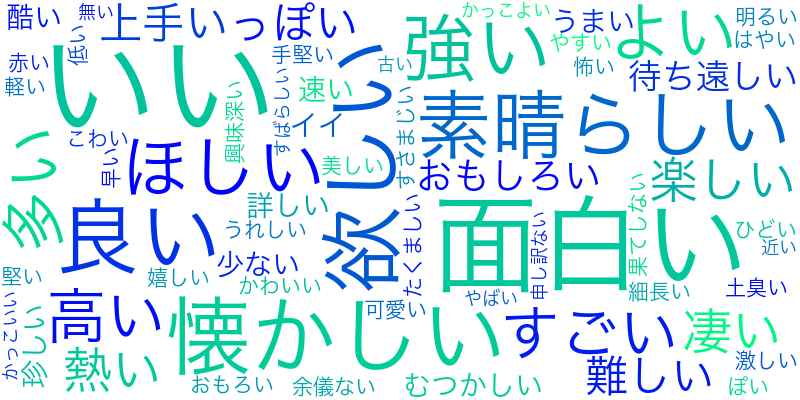 酷い
無い
上手い
っぽい
かっこよい
うまい
よい
明るい
はやい
赤い
低い
手堅い
古い
強い
やすい
怖い
待ち遠しい
軽い
いい
興味深い
すばらしい
速い
イイ
欲しい
すさまじい
素晴らしい
こわい
早い
ほしい
美しい
おもしろい
楽しい
多い
良い
詳しい
うれしい
たくましい
面白い
申し訳ない
果てしない
ひどい
近い
堅い
嬉しい
少ない
かわいい
可愛い
やばい
細長い
土臭い
かっこいい
珍しい
高い
熱い
懐かしい
すごい
凄い
難しい
激しい
おもろい
余儀ない
むつかしい
ぽい